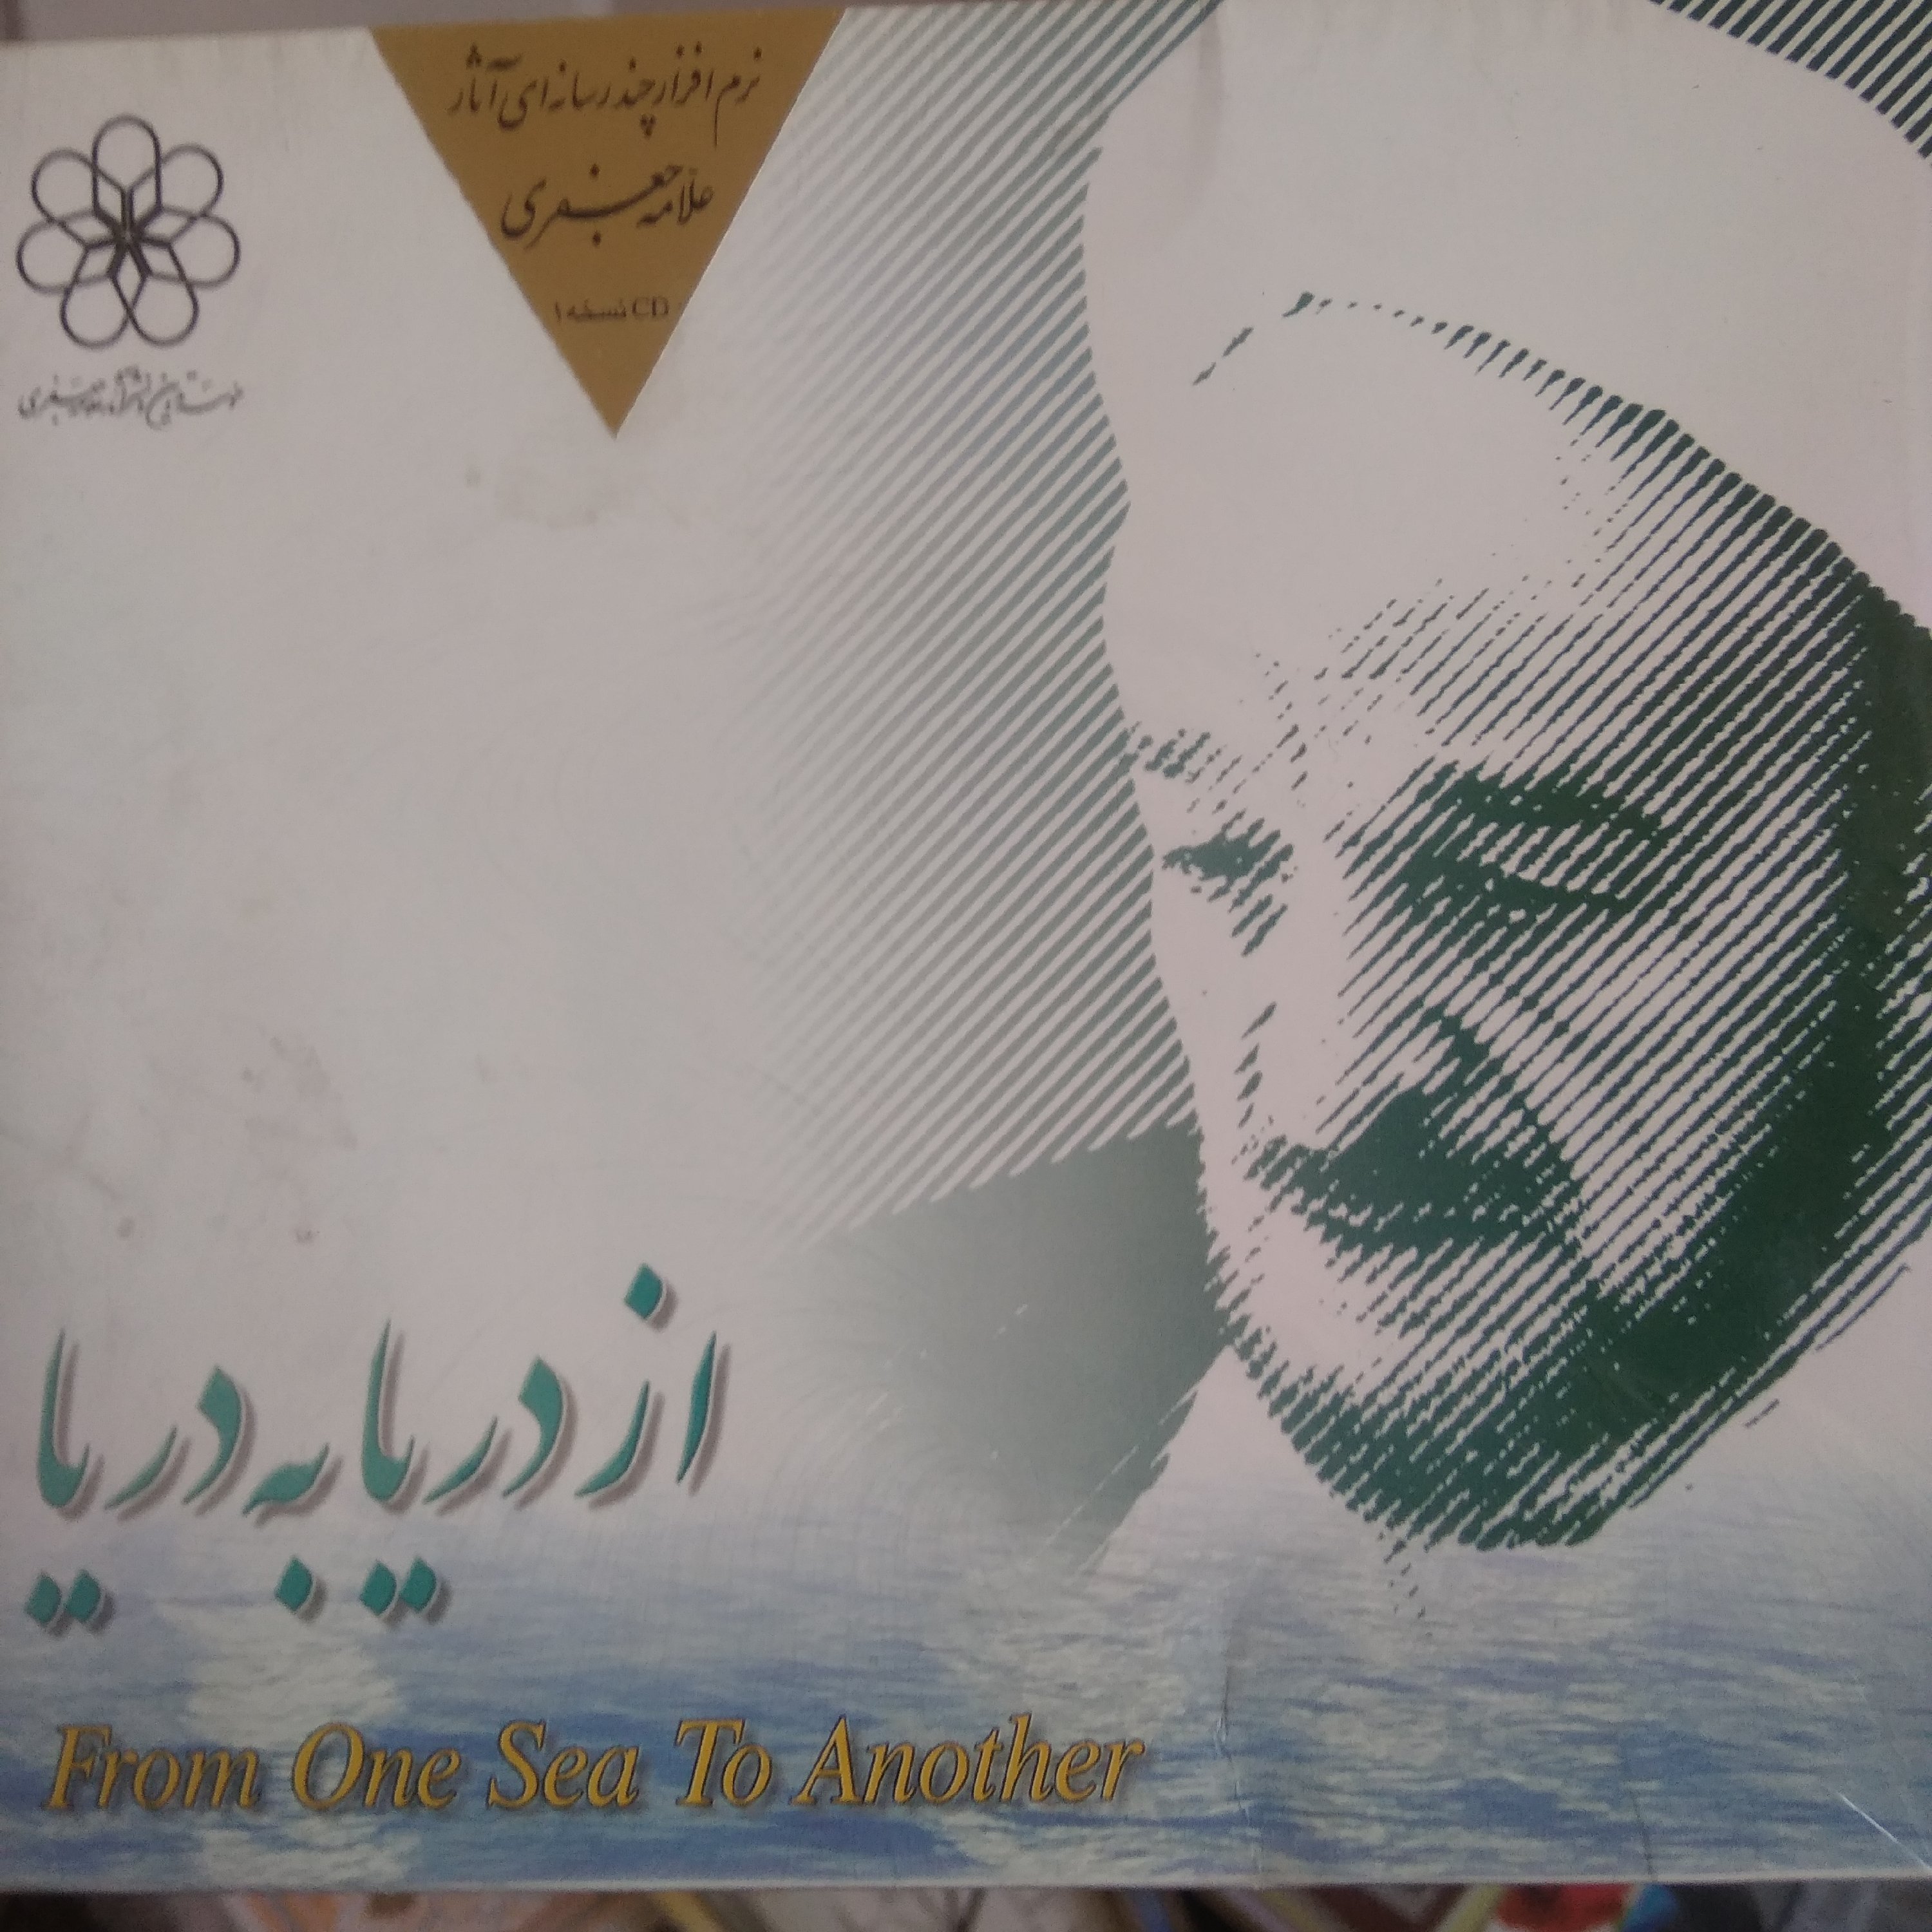 نرم افزار چند رسانه ای آثار
علامه جعفری
CD نسخه ۱
از دریا به دریا
From One Sea To Another